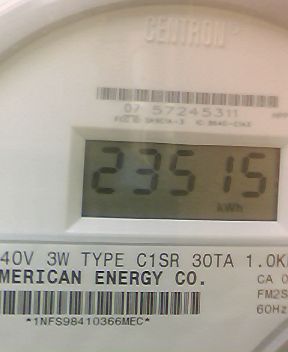 CENTRON®
07 57245311
23515
kWh
40V 3W TYPE C1SR 30TA 1.0K
MERICAN ENERGY CO.
CA 0
FM2S
60Hz
*1NFS98410366MEC*